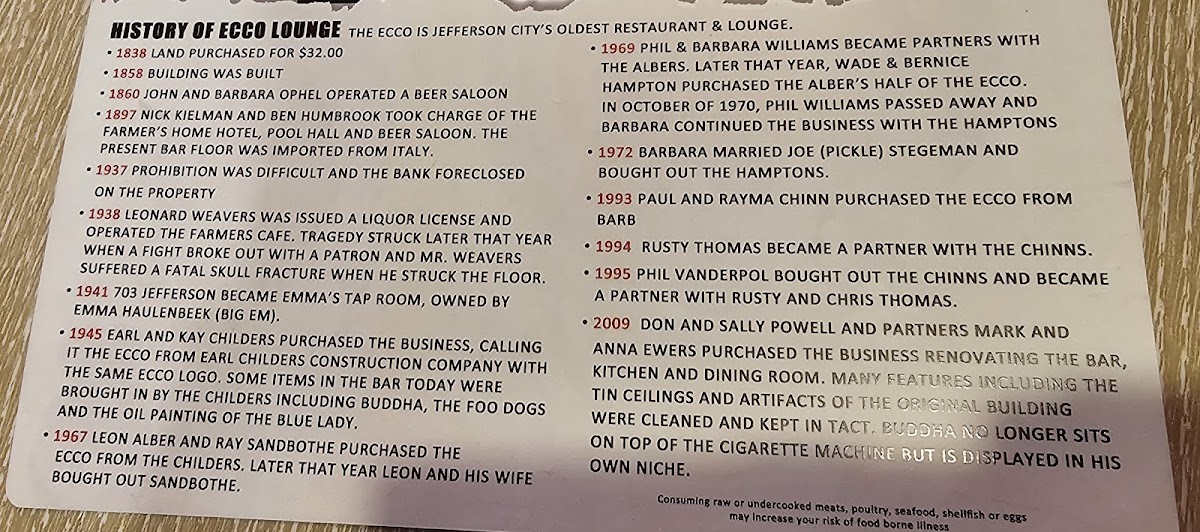 HISTORY OF ECCO LOUNGE THE ECCO IS JEFFERSON CITY'S OLDEST RESTAURANT & LOUNGE.
• 1838 LAND PURCHASED FOR $32.00
• 1858 BUILDING WAS BUILT
• 1860 JOHN AND BARBARA OPHEL OPERATED A BEER SALOON
• 1897 NICK KIELMAN AND BEN HUMBROOK TOOK CHARGE OF THE
FARMER'S HOME HOTEL, POOL HALL AND BEER SALOON. THE
PRESENT BAR FLOOR WAS IMPORTED FROM ITALY.
• 1937 PROHIBITION WAS DIFFICULT AND THE BANK FORECLOSED
ON THE PROPERTY
• 1938 LEONARD WEAVERS WAS ISSUED A LIQUOR LICENSE AND
OPERATED THE FARMERS CAFE. TRAGEDY STRUCK LATER THAT YEAR
WHEN A FIGHT BROKE OUT WITH A PATRON AND MR. WEAVERS
SUFFERED A FATAL SKULL FRACTURE WHEN HE STRUCK THE FLOOR.
• 1941 703 JEFFERSON BECAME EMMA'S TAP ROOM, OWNED BY
EMMA HAULENBEEK (BIG EM).
• 1945 EARL AND KAY CHILDERS PURCHASED THE BUSINESS, CALLING
IT THE ECCO FROM EARL CHILDERS CONSTRUCTION COMPANY WITH
THE SAME ECCO LOGO. SOME ITEMS IN THE BAR TODAY WERE
BROUGHT IN BY THE CHILDERS INCLUDING BUDDHA, THE FOO DOGS
AND THE OIL PAINTING OF THE BLUE LADY.
• 1967 LEON ALBER AND RAY SANDBOTHE PURCHASED THE
ECCO FROM THE CHILDERS. LATER THAT YEAR LEON AND HIS WIFE
BOUGHT OUT SANDBOTHE.
• 1969 PHIL & BARBARA WILLIAMS BECAME PARTNERS WITH
THE ALBERS. LATER THAT YEAR, WADE & BERNICE
HAMPTON PURCHASED THE ALBER'S HALF OF THE ECCO.
IN OCTOBER OF 1970, PHIL WILLIAMS PASSED AWAY AND
BARBARA CONTINUED THE BUSINESS WITH THE HAMPTONS
• 1972 BARBARA MARRIED JOE (PICKLE) STEGEMAN AND
BOUGHT OUT THE HAMPTONS.
• 1993 PAUL AND RAYMA CHINN PURCHASED THE ECCO FROM
BARB
• 1994 RUSTY THOMAS BECAME A PARTNER WITH THE CHINNS.
• 1995 PHIL VANDERPOL BOUGHT OUT THE CHINNS AND BECAME
A PARTNER WITH RUSTY AND CHRIS THOMAS.
• 2009 DON AND SALLY POWELL AND PARTNERS MARK AND
ANNA EWERS PURCHASED THE BUSINESS RENOVATING THE BAR,
KITCHEN AND DINING ROOM. MANY FEATURES INCLUDING THE
TIN CEILINGS AND ARTIFACTS OF THE ORIGINAL BUILDING
WERE CLEANED AND KEPT IN TACT. BUDDHA NO LONGER SITS
ON TOP OF THE CIGARETTE MACHINE BUT IS DISPLAYED IN HIS
OWN NICHE.
Consuming raw or undercooked meats, poultry, seafood, shellfish or eggs
may increase your risk of food borne illness